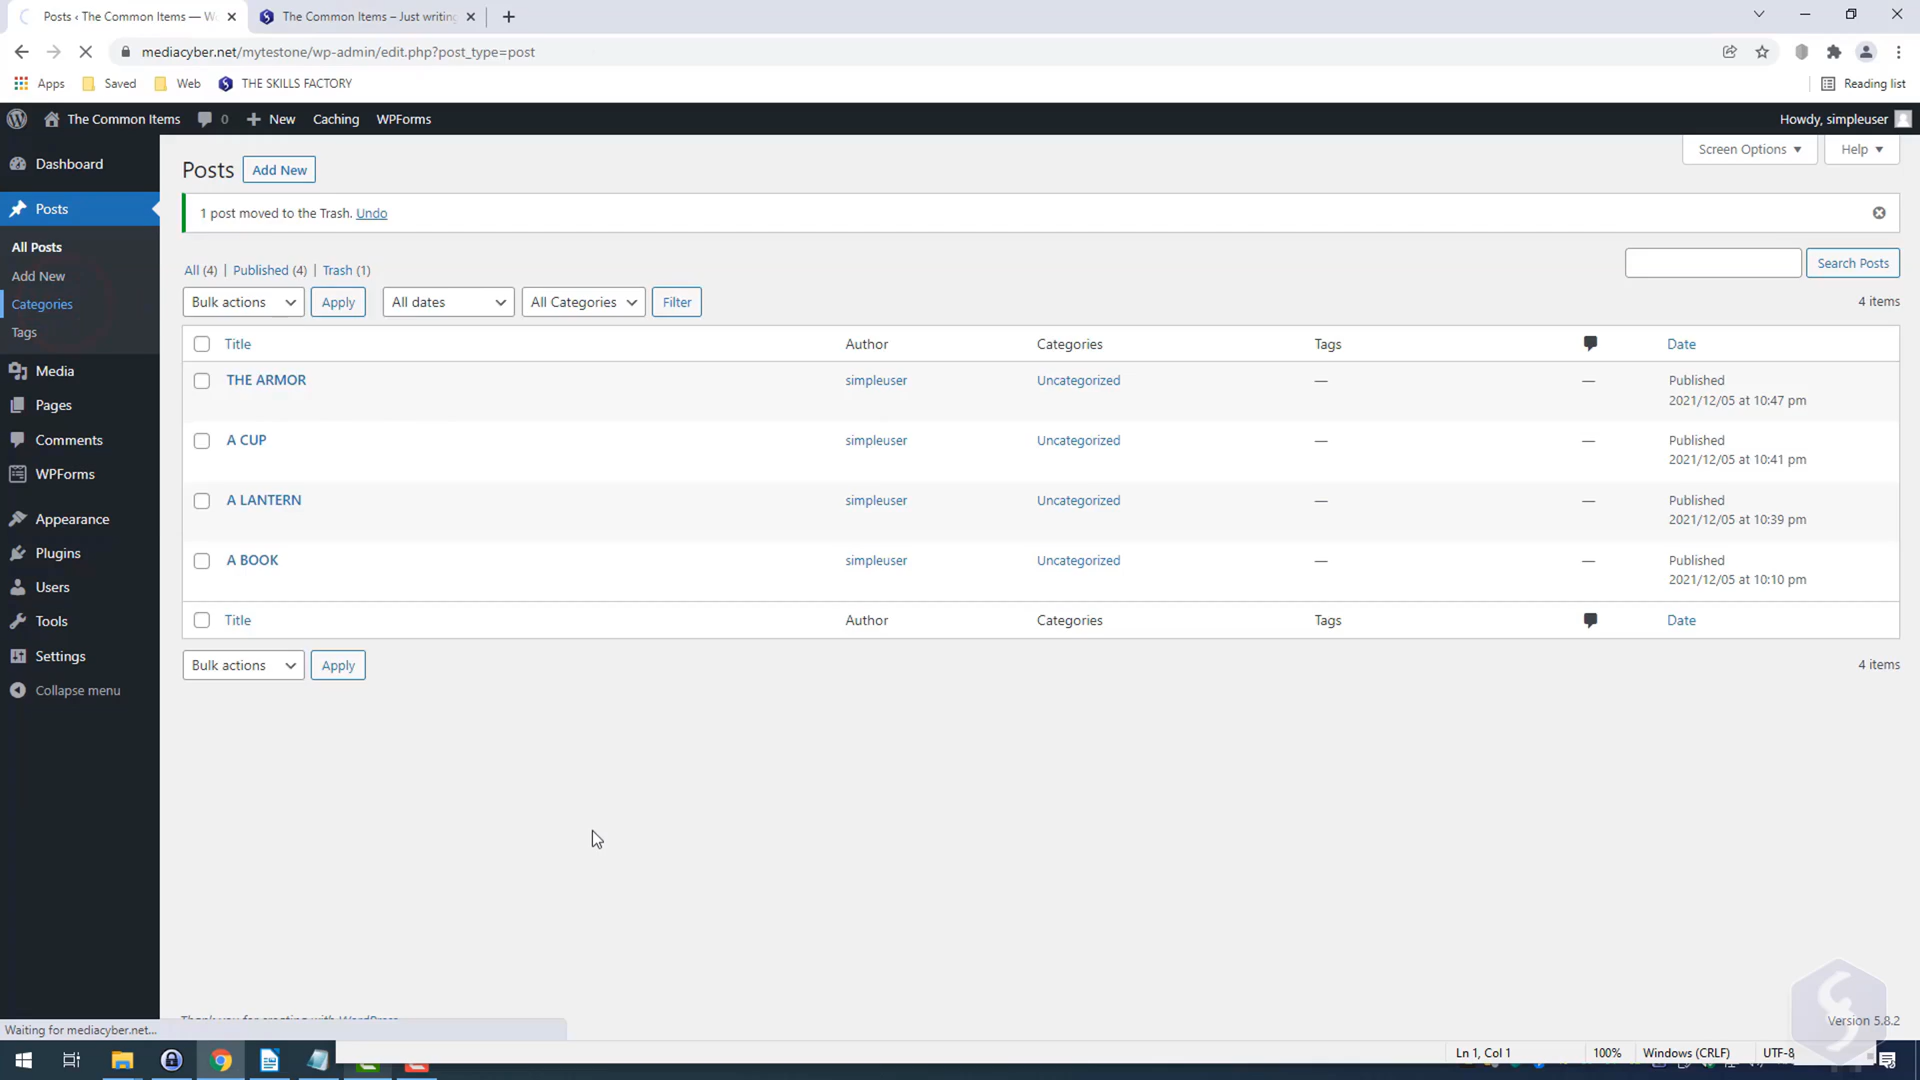 Posts ‹ The Common Items — W
The Common Items – Just writing
mediacyber.net/mytestone/wp-admin/edit.php?post_type=post
Apps
Saved
Web
THE SKILLS FACTORY
Reading list
The Common Items
0
New
Caching
WPForms
Howdy, simpleuser
Dashboard
Posts
All Posts
Add New
Categories
Tags
Media
Pages
Comments
WPForms
Appearance
Plugins
Users
Tools
Settings
Collapse menu
Posts
Add New
Screen Options
Help
1 post moved to the Trash. Undo
All (4) | Published (4) | Trash (1)
Search Posts
Bulk actions
Apply
All dates
All Categories
Filter
4 items
Title Author Categories Tags Date
THE ARMOR simpleuser Uncategorized — — Published
2021/12/05 at 10:47 pm
A CUP simpleuser Uncategorized — — Published
2021/12/05 at 10:41 pm
A LANTERN simpleuser Uncategorized — — Published
2021/12/05 at 10:39 pm
A BOOK simpleuser Uncategorized — — Published
2021/12/05 at 10:10 pm
Title Author Categories Tags Date
Bulk actions
Apply
4 items
Thank you for creating with WordPress
Version 5.8.2
Waiting for mediacyber.net...
Ln 1, Col 1
100%
Windows (CRLF)
UTF-8